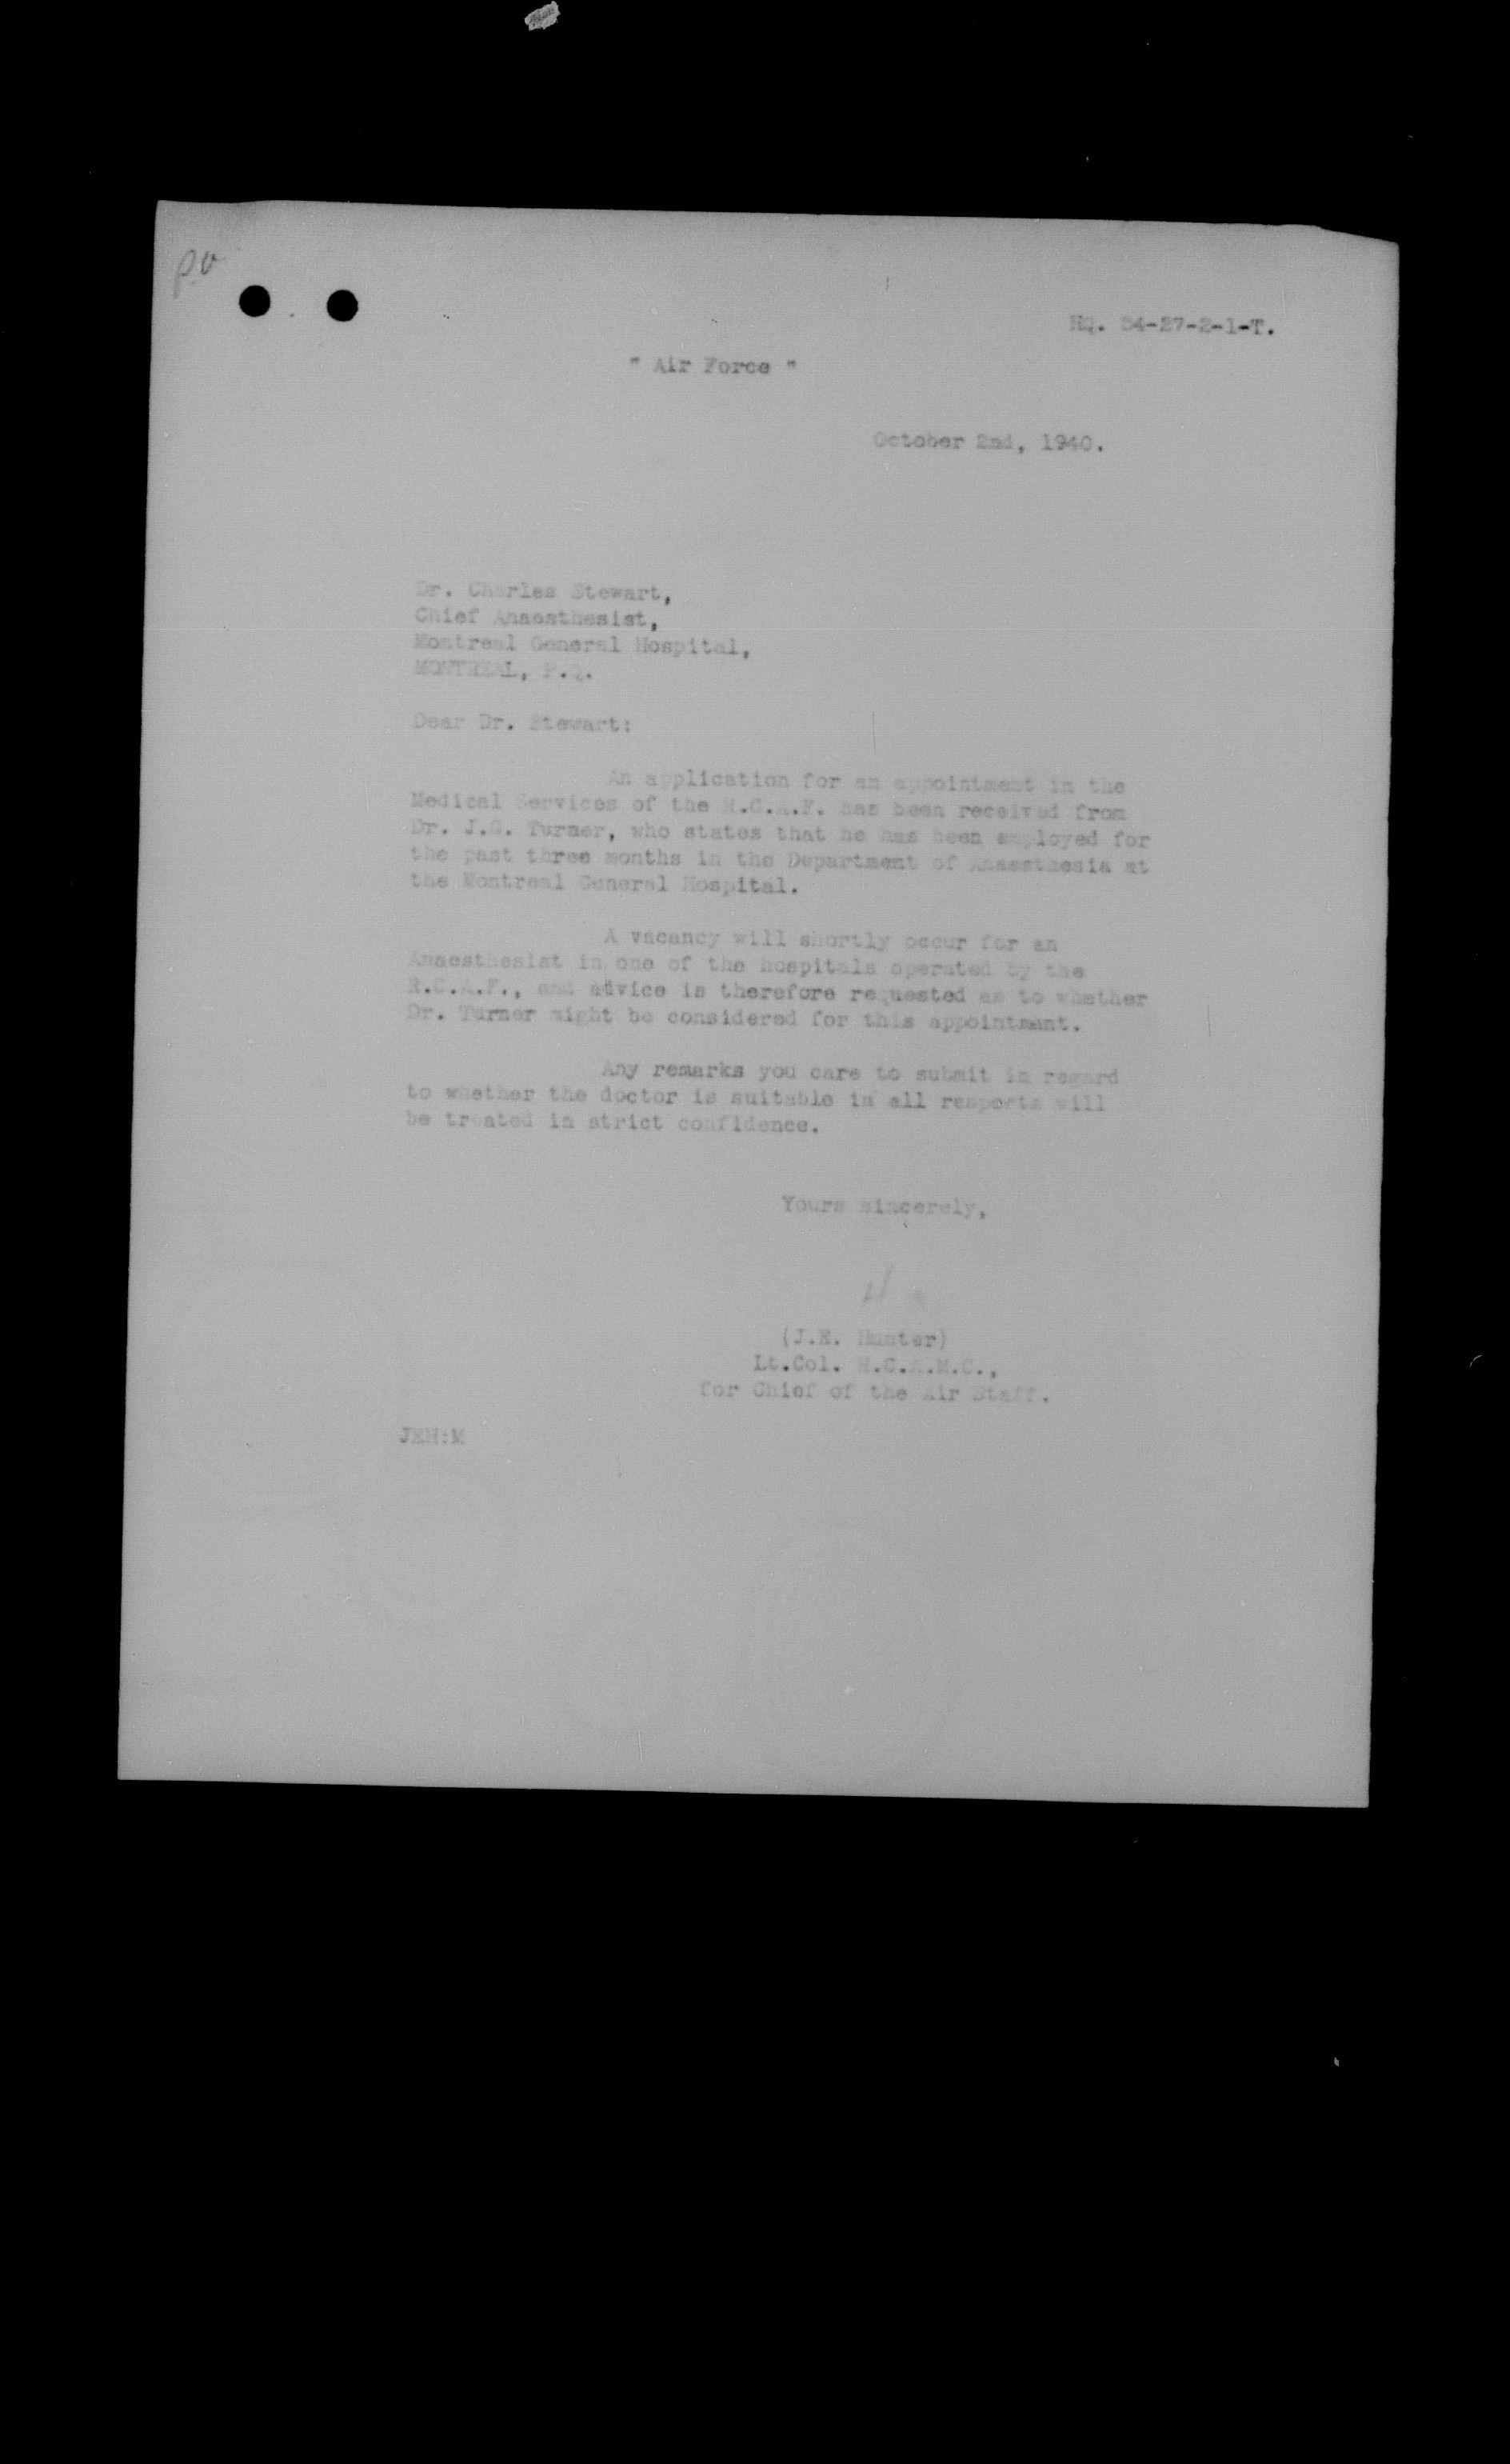 P.V
HQ. 54-27-2-1-T.
" Air Force "
October 2nd, 1940.
Dr. Charles Stewart,
Chief Anaesthesist,
Montreal General Hospital,
MONTREAL, P.Q.
Dear Dr. Stewart:
An application for an appointment in the
Medical Services of the R.C.A.F. has been received from
Dr. J.G. Turner, who states that he has been employed for
the past three months in the Department of Anaesthesia at
the Montreal General Hospital.
A vacancy will shortly occur for an
Anaesthesist in one of the hospitals operated by the
R.C.A.F., and advice is therefore requested as to whether
Dr. Turner might be considered for this appointment.
Any remarks you care to submit in regard
to whether the doctor is suitable in all respects will
be treated in strict confidence.
Yours sincerely,
(J.E. Hunter)
Lt.Col. R.C.A.M.C.,
for Chief of the Air Staff.
JEH:M